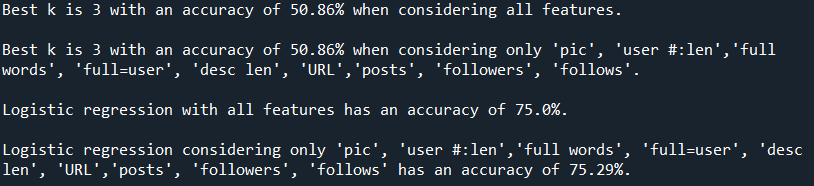 Best k is 3 with an accuracy of 50.86% when considering all features.
Best k is 3 with an accuracy of 50.86% when considering only 'pic', 'user #:len','full
words', 'full=user', 'desc len', 'URL','posts', 'followers', 'follows'.
Logistic regression with all features has an accuracy of 75.0%.
Logistic regression considering only 'pic', 'user #:len','full words', 'full=user', 'desc
len', 'URL','posts', 'followers', 'follows' has an accuracy of 75.29%.